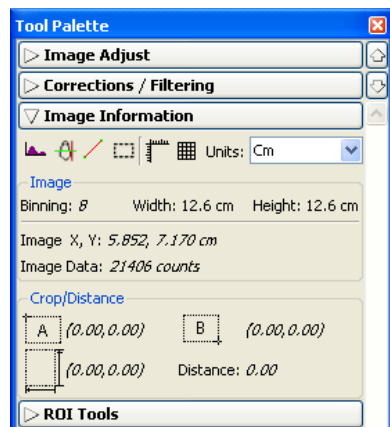 Tool Palette
Image Adjust
Corrections / Filtering
Image Information
Units: Cm
Image
Binning: 8 Width: 12.6 cm Height: 12.6 cm
Image X, Y: 5.852, 7.170 cm
Image Data: 21406 counts
Crop/Distance
A (0.00,0.00) B (0.00,0.00)
(0.00,0.00) Distance: 0.00
ROI Tools